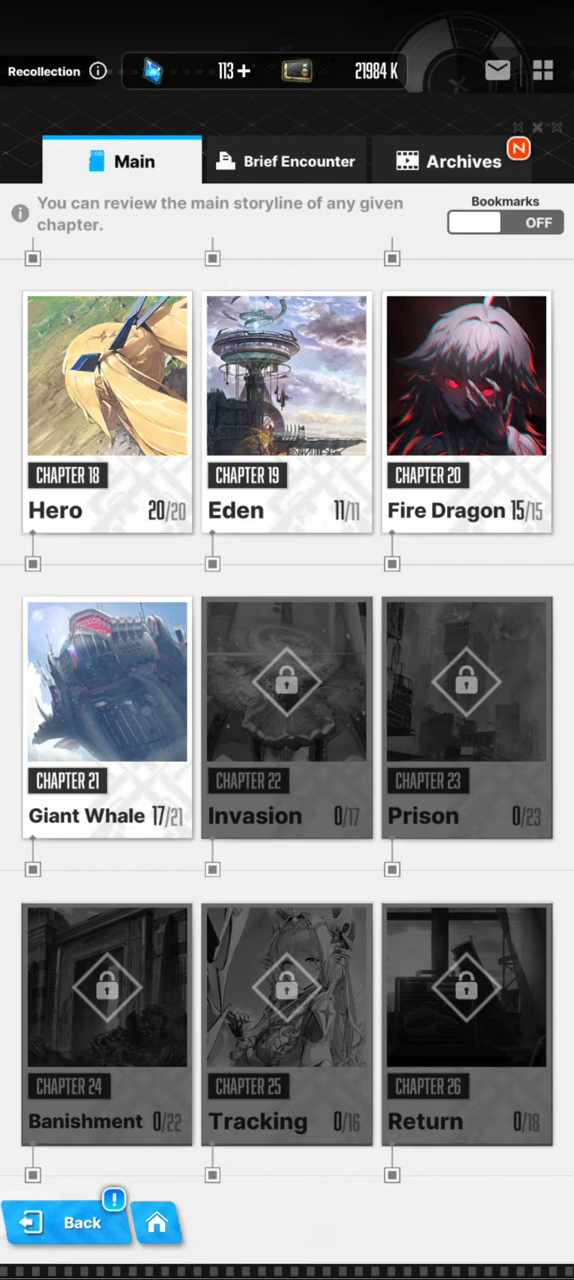 Recollection
113 +
21984 K
Main
Brief Encounter
Archives
N
You can review the main storyline of any given
chapter.
Bookmarks
OFF
CHAPTER 18
Hero 20/20
CHAPTER 19
Eden 11/11
CHAPTER 20
Fire Dragon 15/15
CHAPTER 21
Giant Whale 17/21
CHAPTER 22
Invasion 0/17
CHAPTER 23
Prison 0/23
CHAPTER 24
Banishment 0/22
CHAPTER 25
Tracking 0/16
CHAPTER 26
Return 0/18
Back